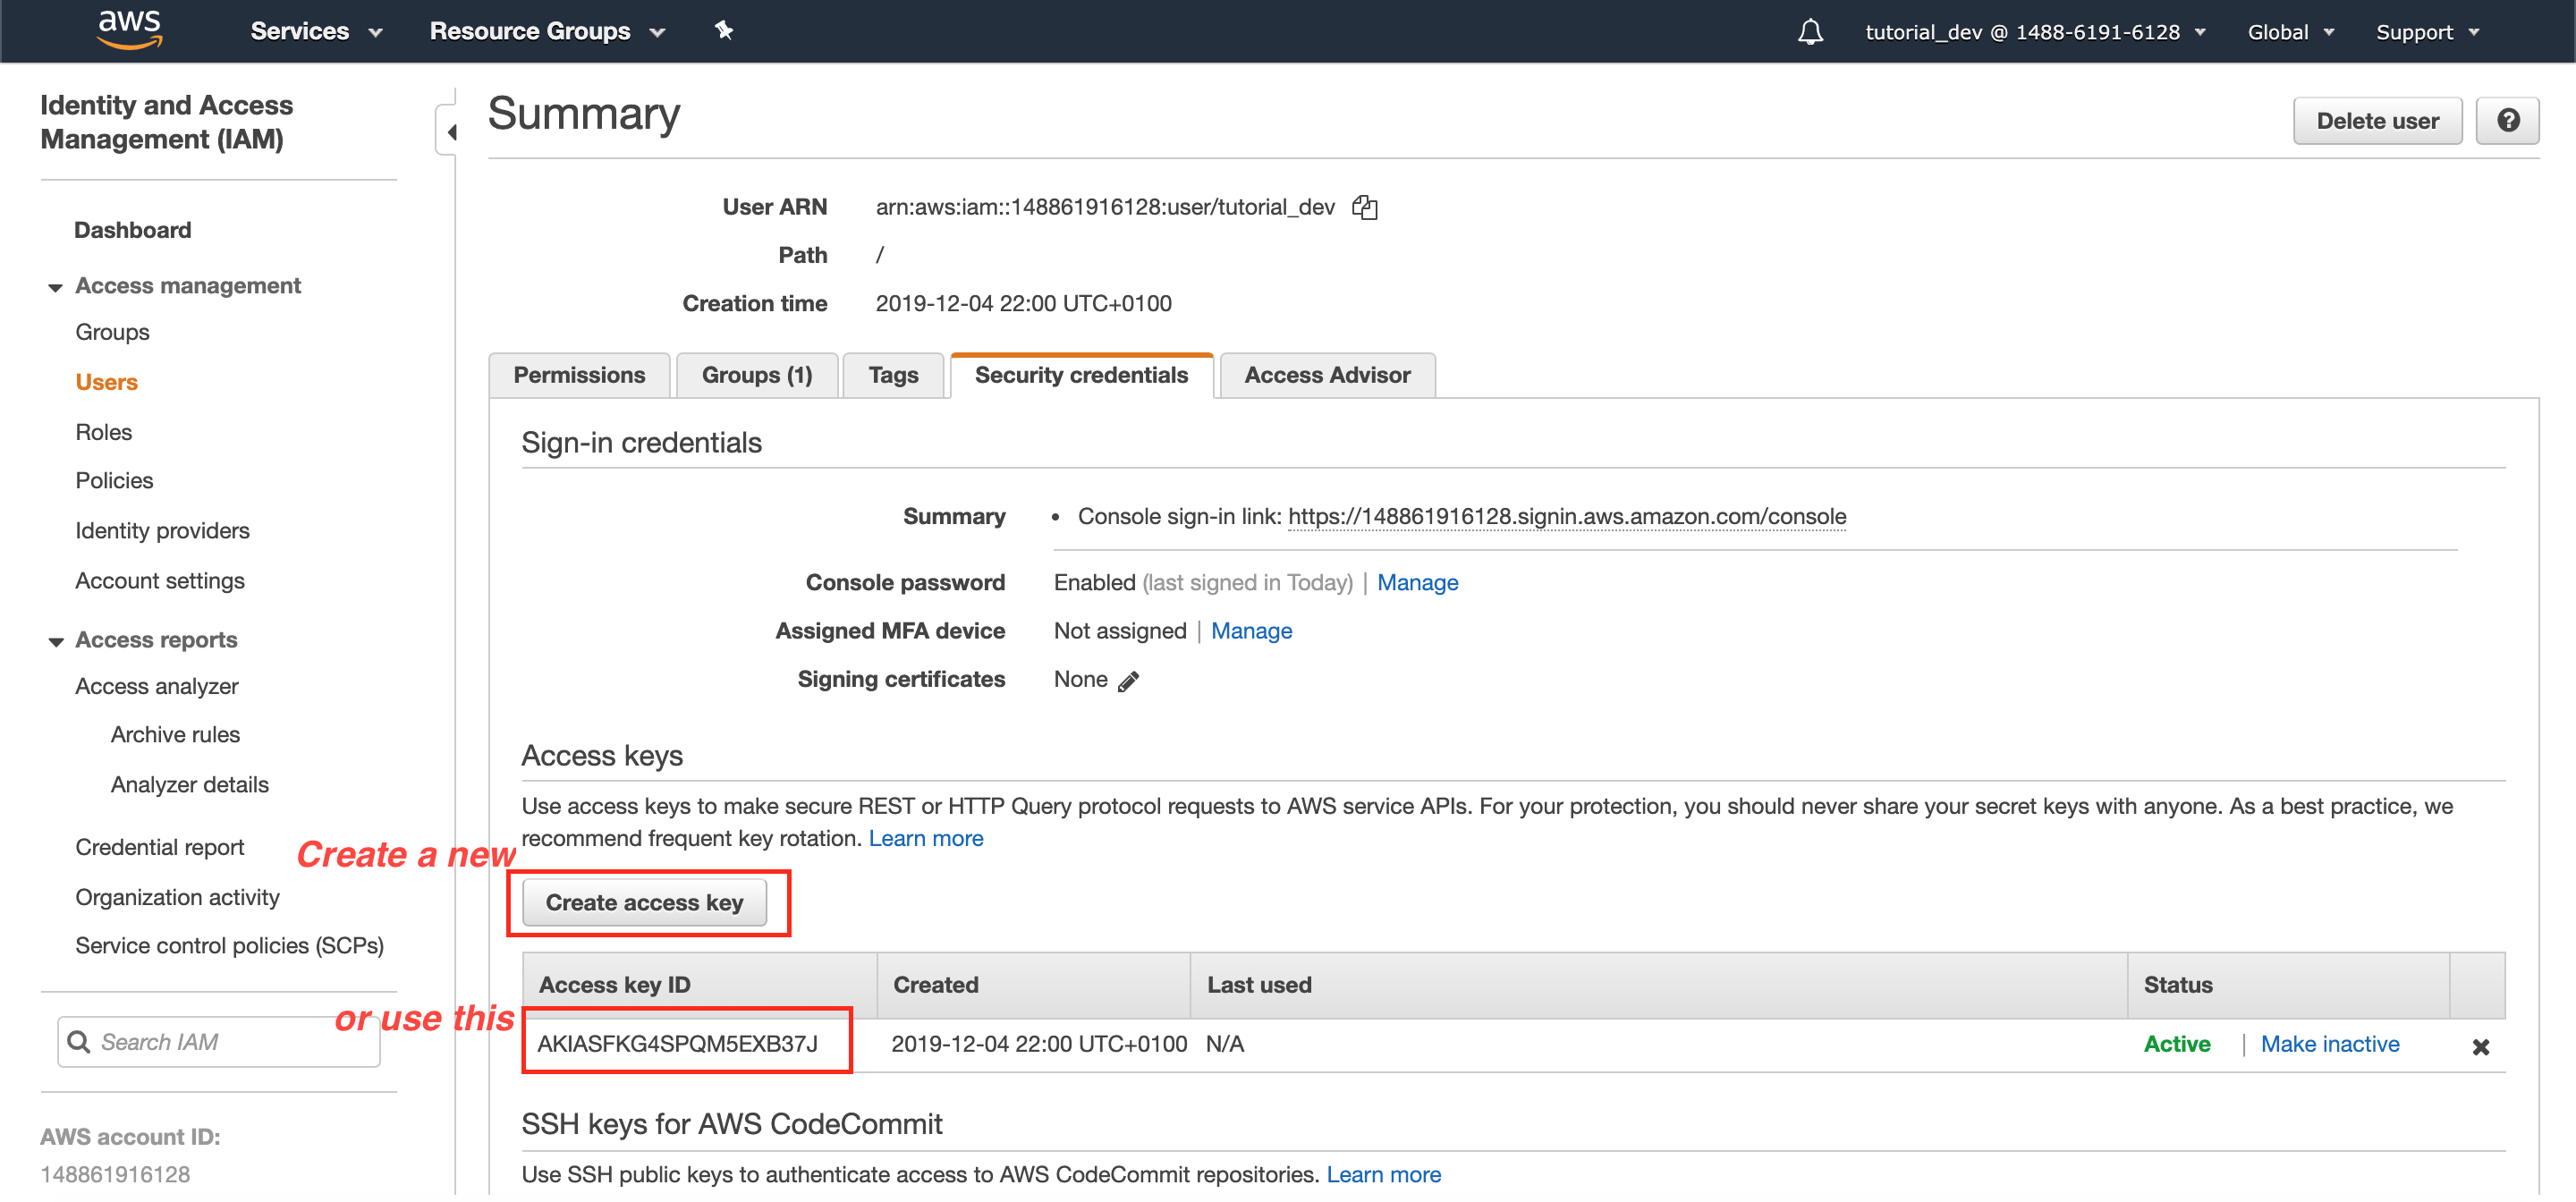 aws
Services
Resource Groups
tutorial_dev @ 1488-6191-6128
Global
Support
Identity and Access
Management (IAM)
Dashboard
Access management
Groups
Users
Roles
Policies
Identity providers
Account settings
Access reports
Access analyzer
Archive rules
Analyzer details
Credential report
Organization activity
Service control policies (SCPs)
Search IAM
AWS account ID:
148861916128
Summary
Delete user
?
User ARN arn:aws:iam::148861916128:user/tutorial_dev
Path /
Creation time 2019-12-04 22:00 UTC+0100
Permissions
Groups (1)
Tags
Security credentials
Access Advisor
Sign-in credentials
Summary • Console sign-in link: https://148861916128.signin.aws.amazon.com/console
Console password Enabled (last signed in Today) | Manage
Assigned MFA device Not assigned | Manage
Signing certificates None
Access keys
Use access keys to make secure REST or HTTP Query protocol requests to AWS service APIs. For your protection, you should never share your secret keys with anyone. As a best practice, we
recommend frequent key rotation. Learn more
Create a new
Create access key
Access key ID Created Last used Status
or use this
AKIASFKG4SPQM5EXB37J 2019-12-04 22:00 UTC+0100 N/A Active | Make inactive
SSH keys for AWS CodeCommit
Use SSH public keys to authenticate access to AWS CodeCommit repositories. Learn more